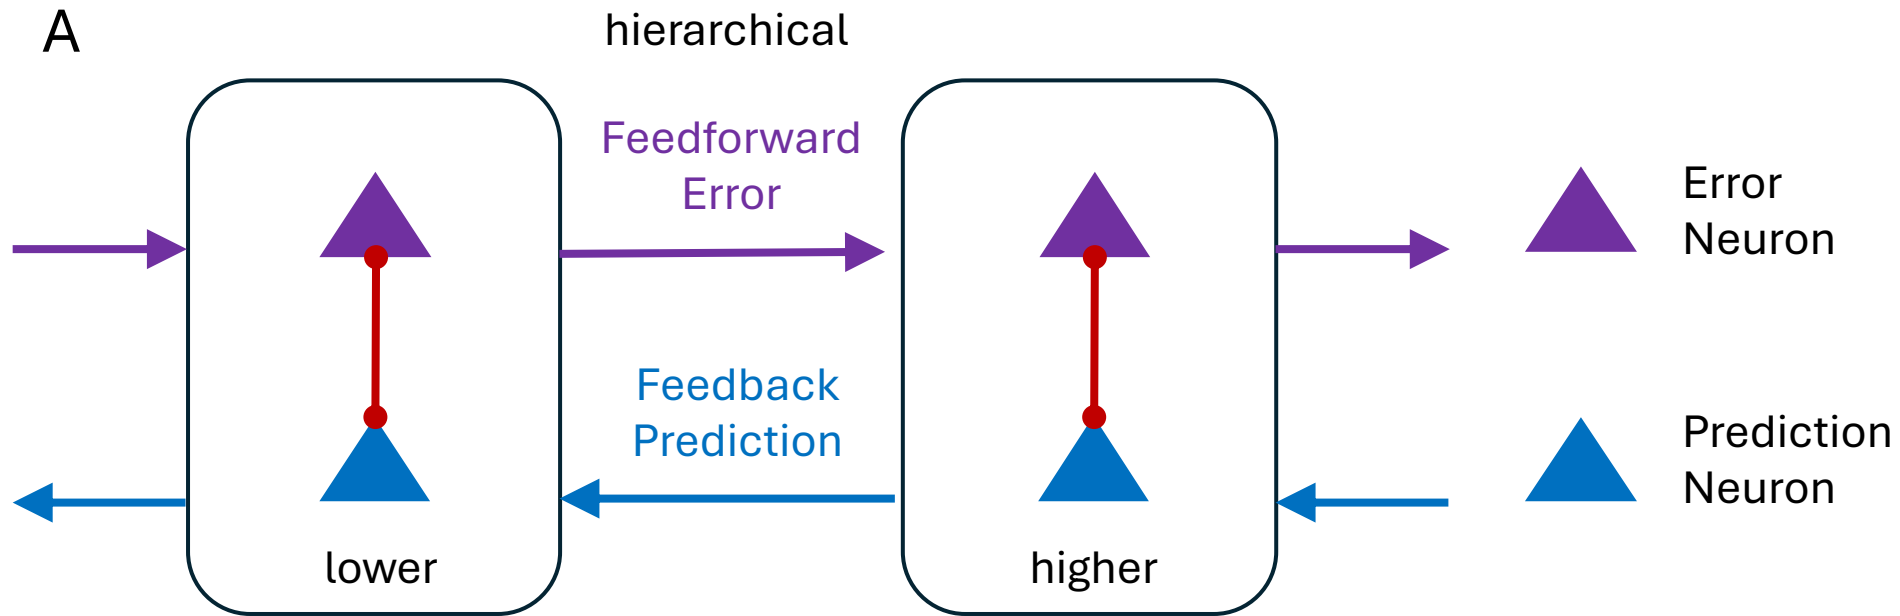 A
hierarchical
Feedforward
Error
Feedback
Prediction
lower
higher
Error
Neuron
Prediction
Neuron